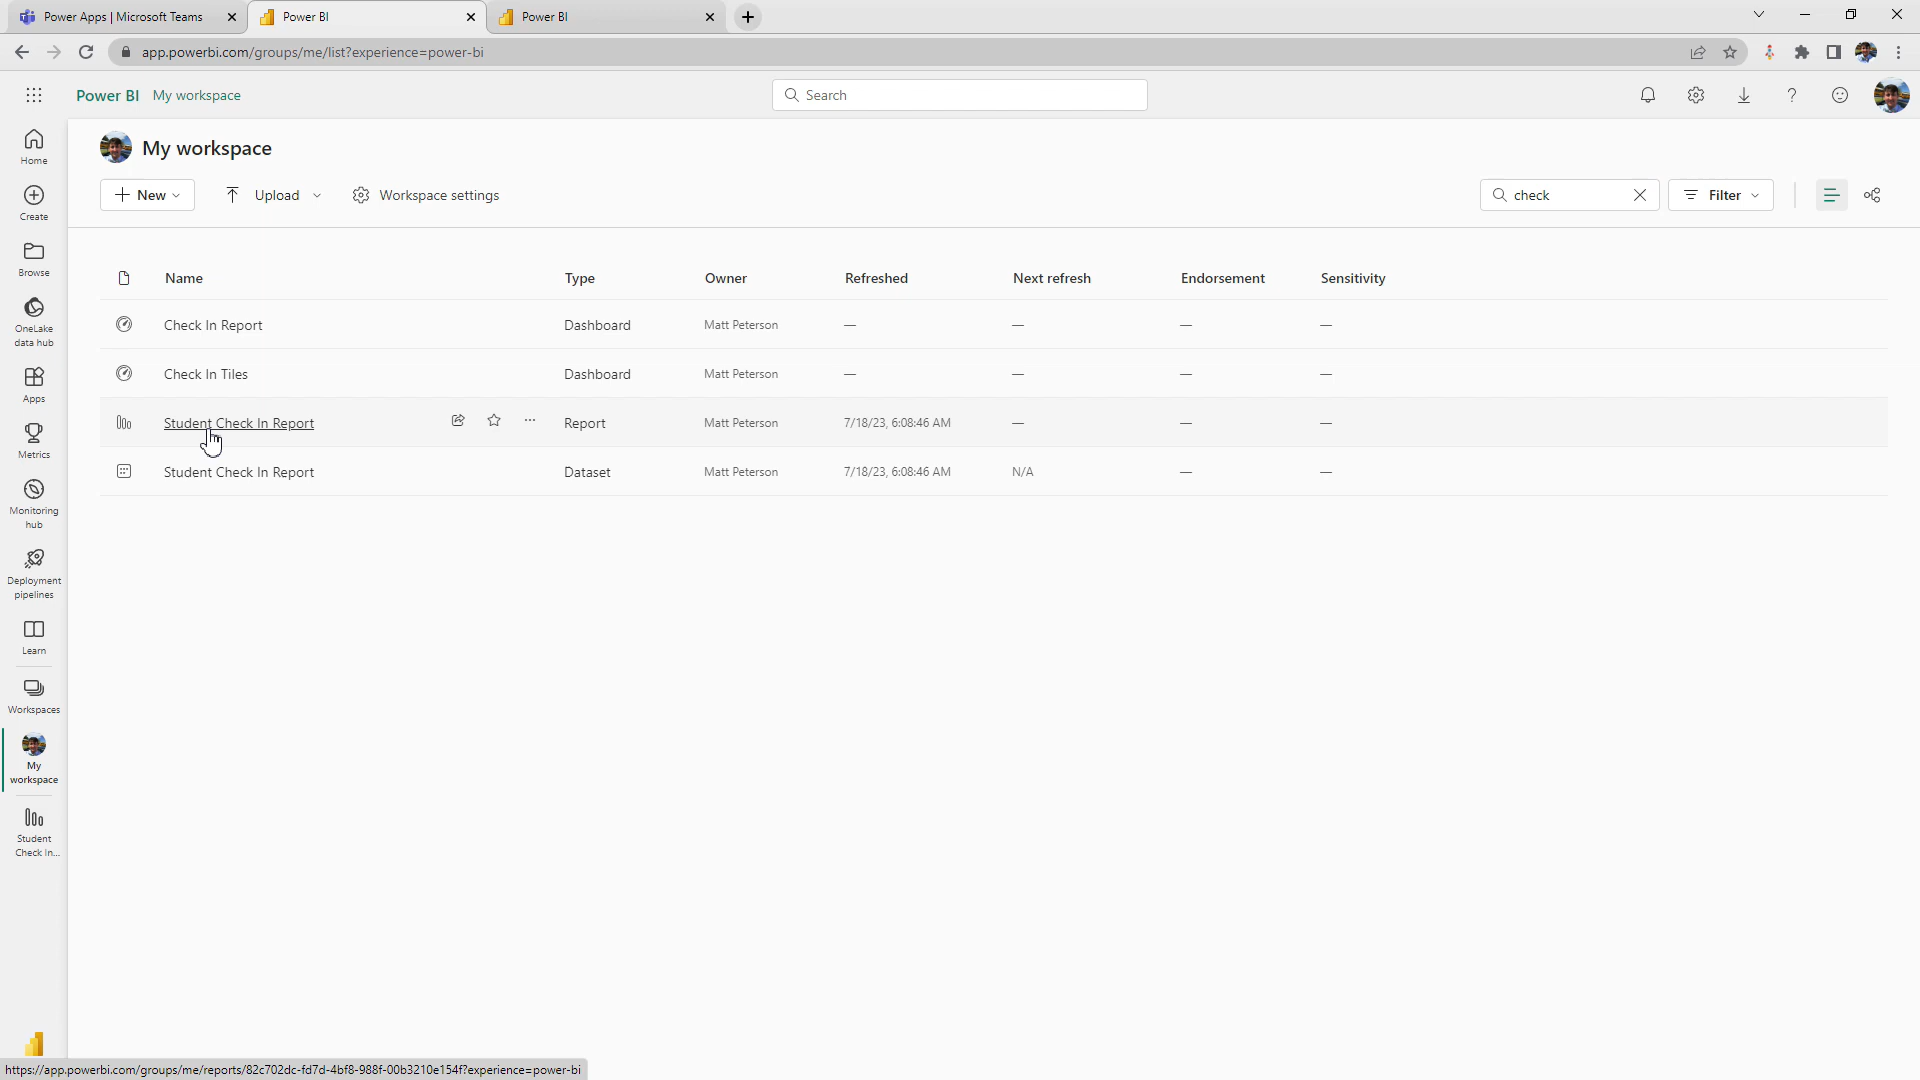 Power Apps | Microsoft Teams
Power BI
Power BI
app.powerbi.com/groups/me/list?experience=power-bi
Power BI My workspace
Search
Home
Create
Browse
OneLake
data hub
Apps
Metrics
Monitoring
hub
Deployment
pipelines
Learn
Workspaces
My
workspace
Student
Check In...
My workspace
New
Upload
Workspace settings
check
Filter
Name Type Owner Refreshed Next refresh Endorsement Sensitivity
Check In Report Dashboard Matt Peterson — — — —
Check In Tiles Dashboard Matt Peterson — — — —
Student Check In Report Report Matt Peterson 7/18/23, 6:08:46 AM — — —
Student Check In Report Dataset Matt Peterson 7/18/23, 6:08:46 AM N/A — —
https://app.powerbi.com/groups/me/reports/82c702dc-fd7d-4bf8-988f-00b3210e154f?experience=power-bi